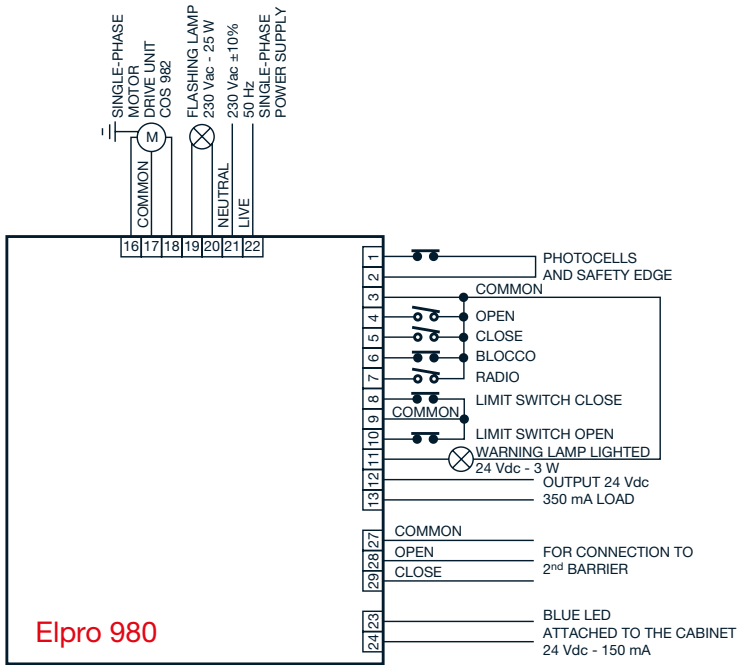 SINGLE-PHASE
MOTOR
DRIVE UNIT
COS 982
FLASHING LAMP
230 Vac - 25 W
230 Vac ±10%
50 Hz
SINGLE-PHASE
POWER SUPPLY
M
COMMON
NEUTRAL
LIVE
16 17 18 19 20 21 22
1
2
PHOTOCELLS
AND SAFETY EDGE
3
COMMON
4
OPEN
5
CLOSE
6
BLOCCO
7
RADIO
8
LIMIT SWITCH CLOSE
9
COMMON
10
LIMIT SWITCH OPEN
11
WARNING LAMP LIGHTED
24 Vdc - 3 W
12
OUTPUT 24 Vdc
13
350 mA LOAD
27
COMMON
28
OPEN
29
CLOSE
FOR CONNECTION TO
2nd BARRIER
23
BLUE LED
24
ATTACHED TO THE CABINET
24 Vdc - 150 mA
Elpro 980